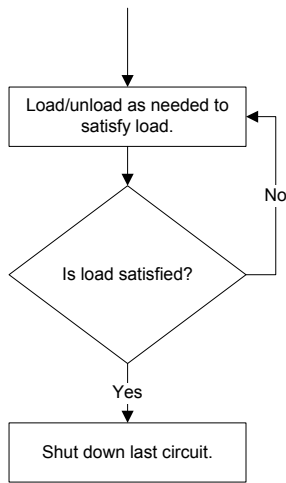 Load/unload as needed to
satisfy load.
No
Is load satisfied?
Yes
Shut down last circuit.